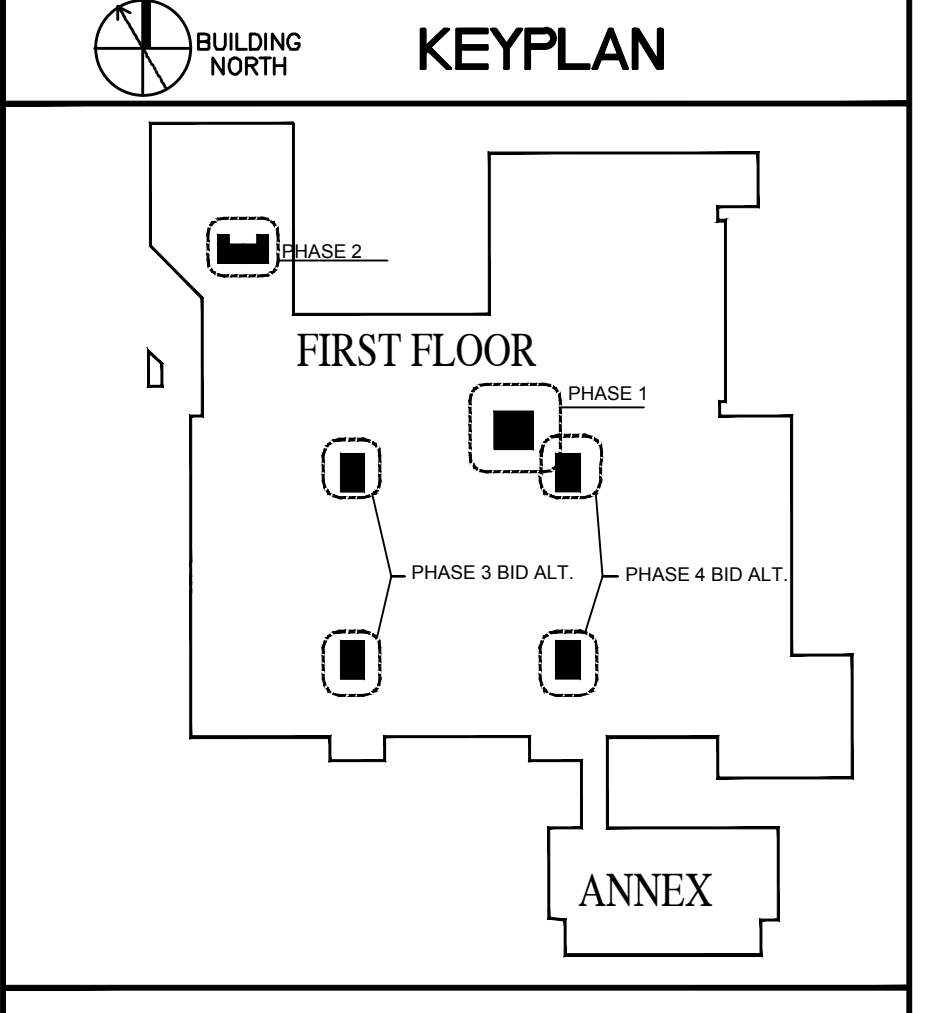 BUILDING
NORTH
KEYPLAN
PHASE 2
FIRST FLOOR
PHASE 1
PHASE 3 BID ALT.
PHASE 4 BID ALT.
ANNEX